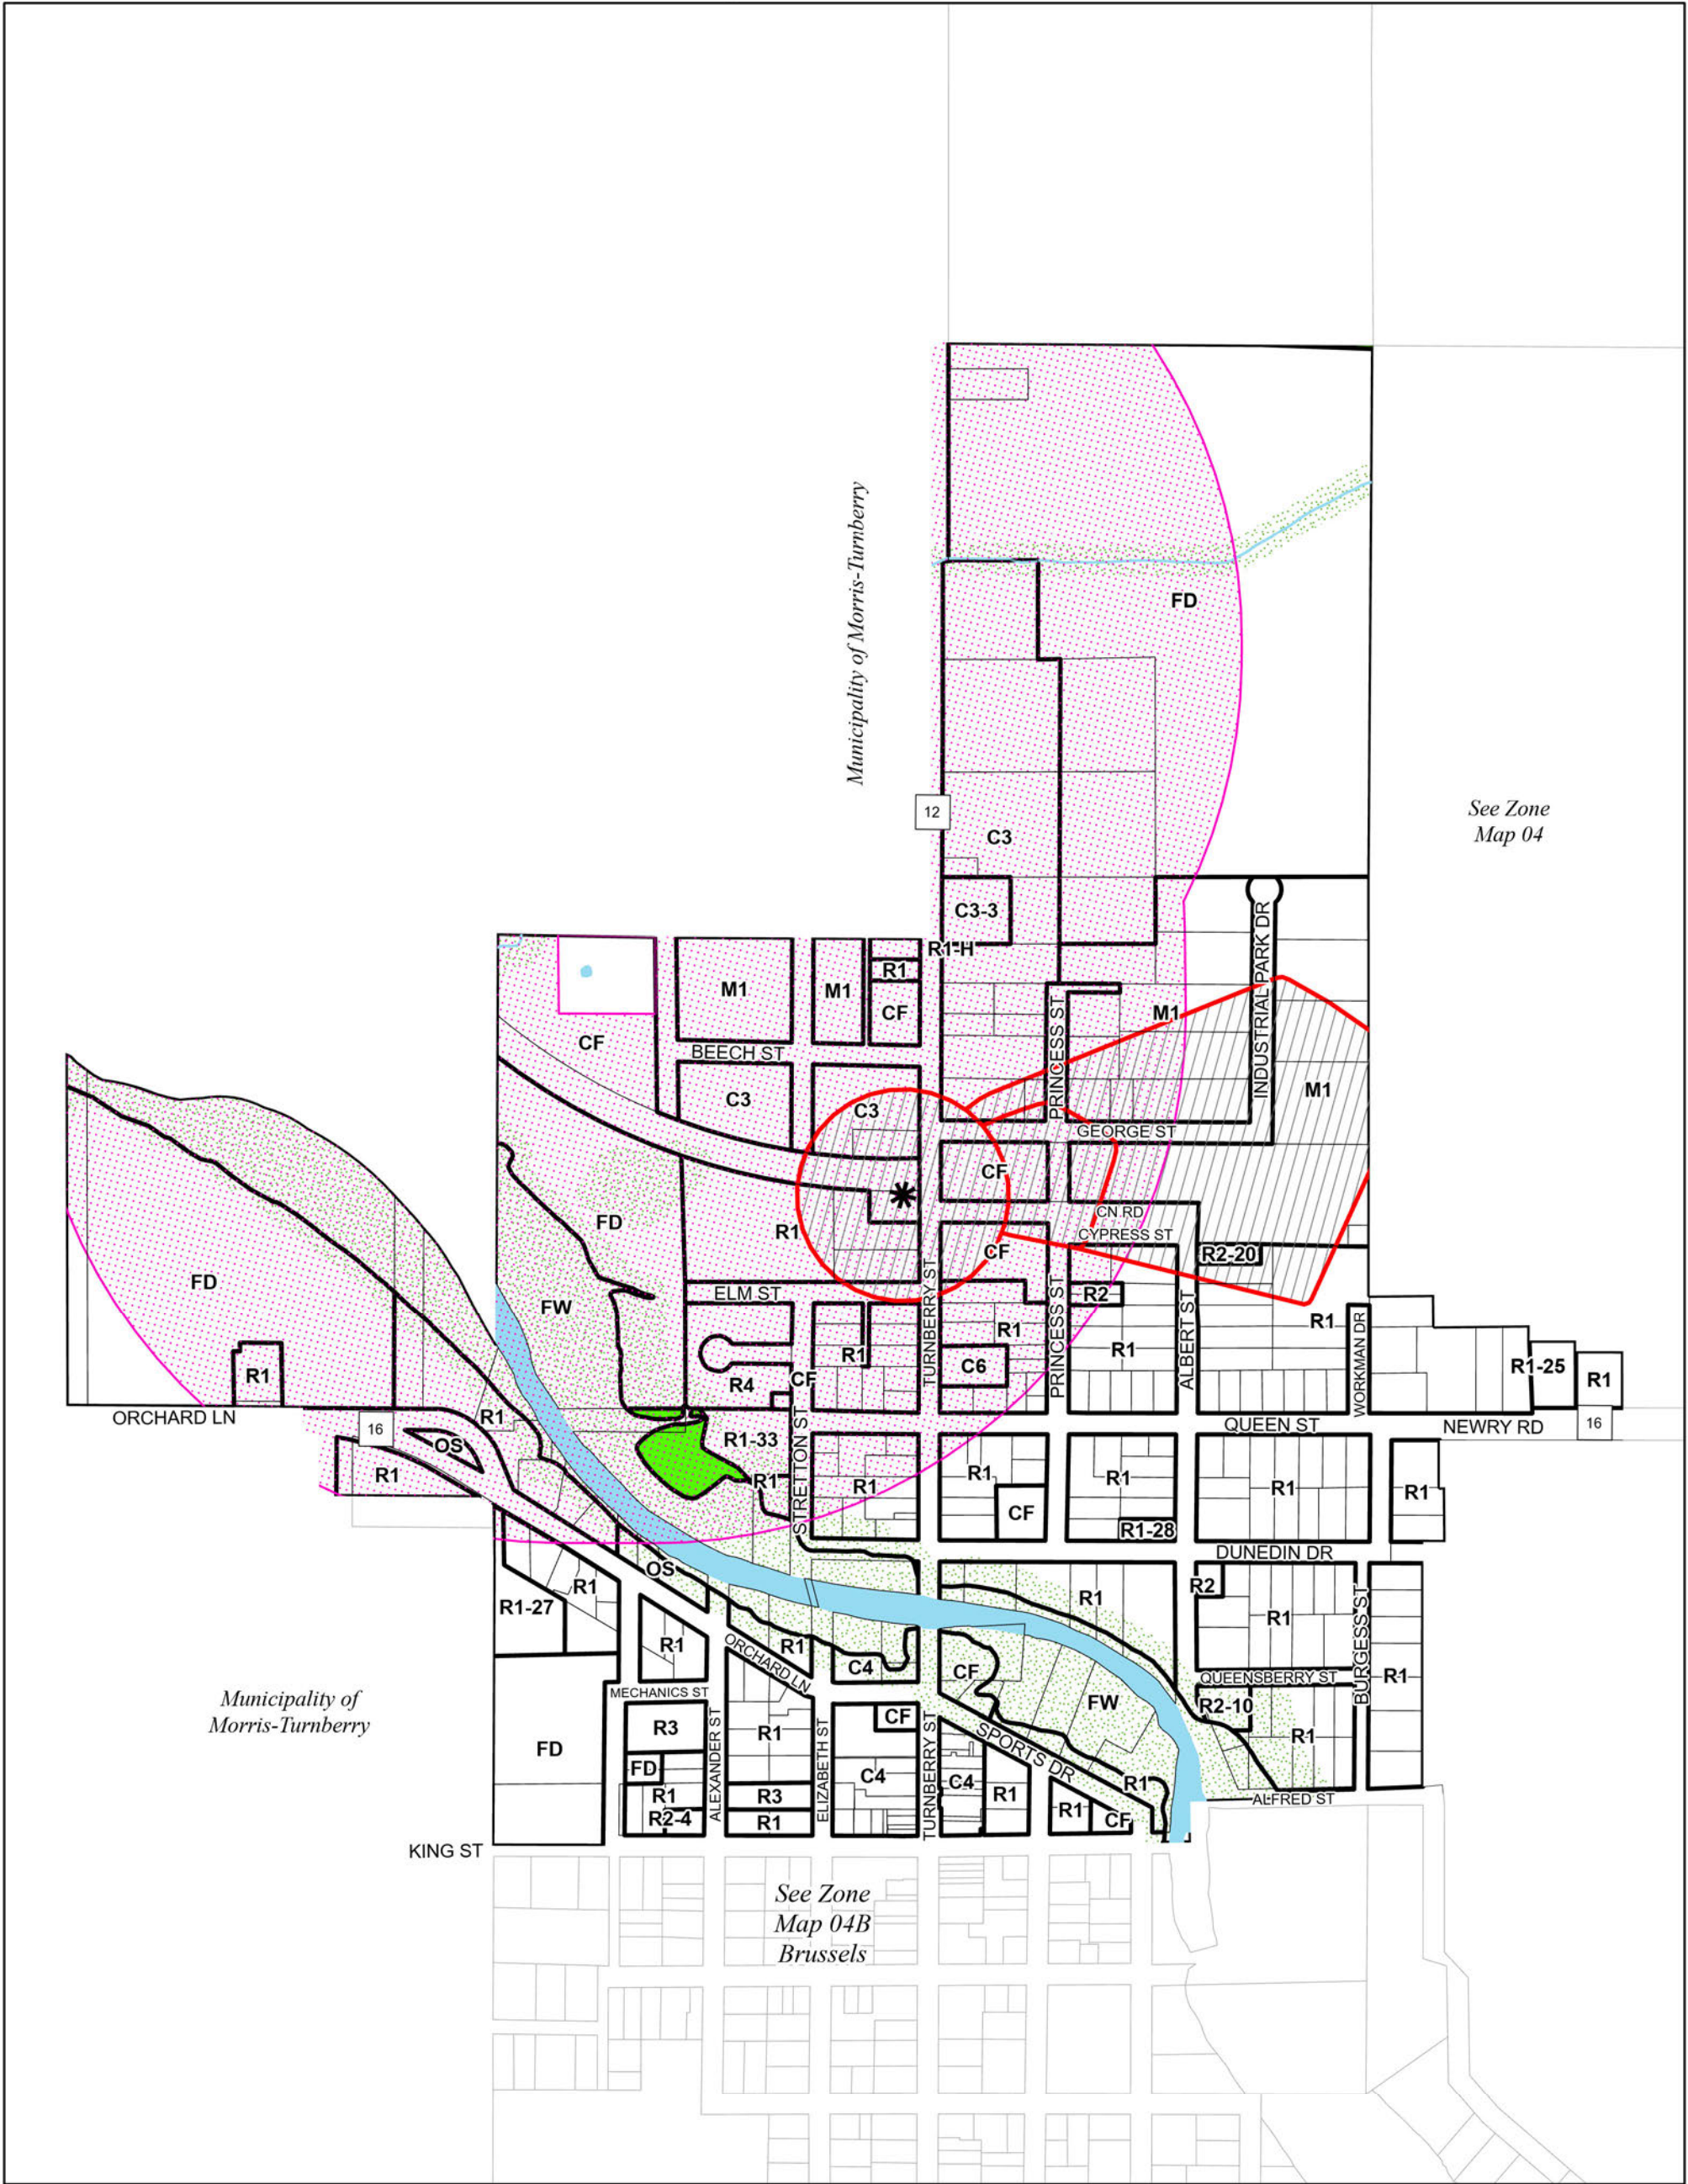 Municipality of Morris-Turnberry
FD
12
See Zone
Map 04
C3
C3-3
R1-H
R1
M1
M1
CF
INDUSTRIAL PARK DR
M1
PRINCESS ST
CF
BEECH ST
C3
C3
M1
GEORGE ST
CF
CN RD
CYPRESS ST
FD
R1
CF
R2-20
FD
FW
ELM ST
TURNBERRY ST
PRINCESS ST
R2
ALBERT ST
R1
WORKMAN DR
R1
R1
R1
R1
R4
CF
C6
R1-25
R1
ORCHARD LN
16
R1
OS
R1
QUEEN ST
NEWRY RD
16
R1-33
STRETTON ST
R1
R1
R1
R1
R1
R1
CF
R1-28
DUNEDIN DR
OS
R1
R1-27
R1
R2
R1
BURGESS ST
R1
ORCHARD LN
R1
C4
CF
QUEENSBERRY ST
R1
MECHANICS ST
FW
R2-10
R1
Municipality of
Morris-Turnberry
FD
R3
ALEXANDER ST
R1
ELIZABETH ST
CF
TURNBERRY ST
SPORTS DR
FD
R1
R2-4
R3
R1
C4
C4
R1
R1
R1
CF
ALFRED ST
KING ST
See Zone
Map 04B
Brussels